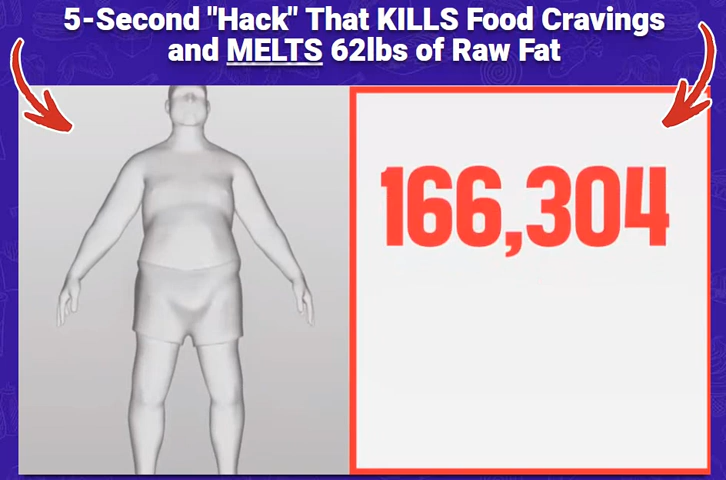 5-Second "Hack" That KILLS Food Cravings
and MELTS 62lbs of Raw Fat
166,304